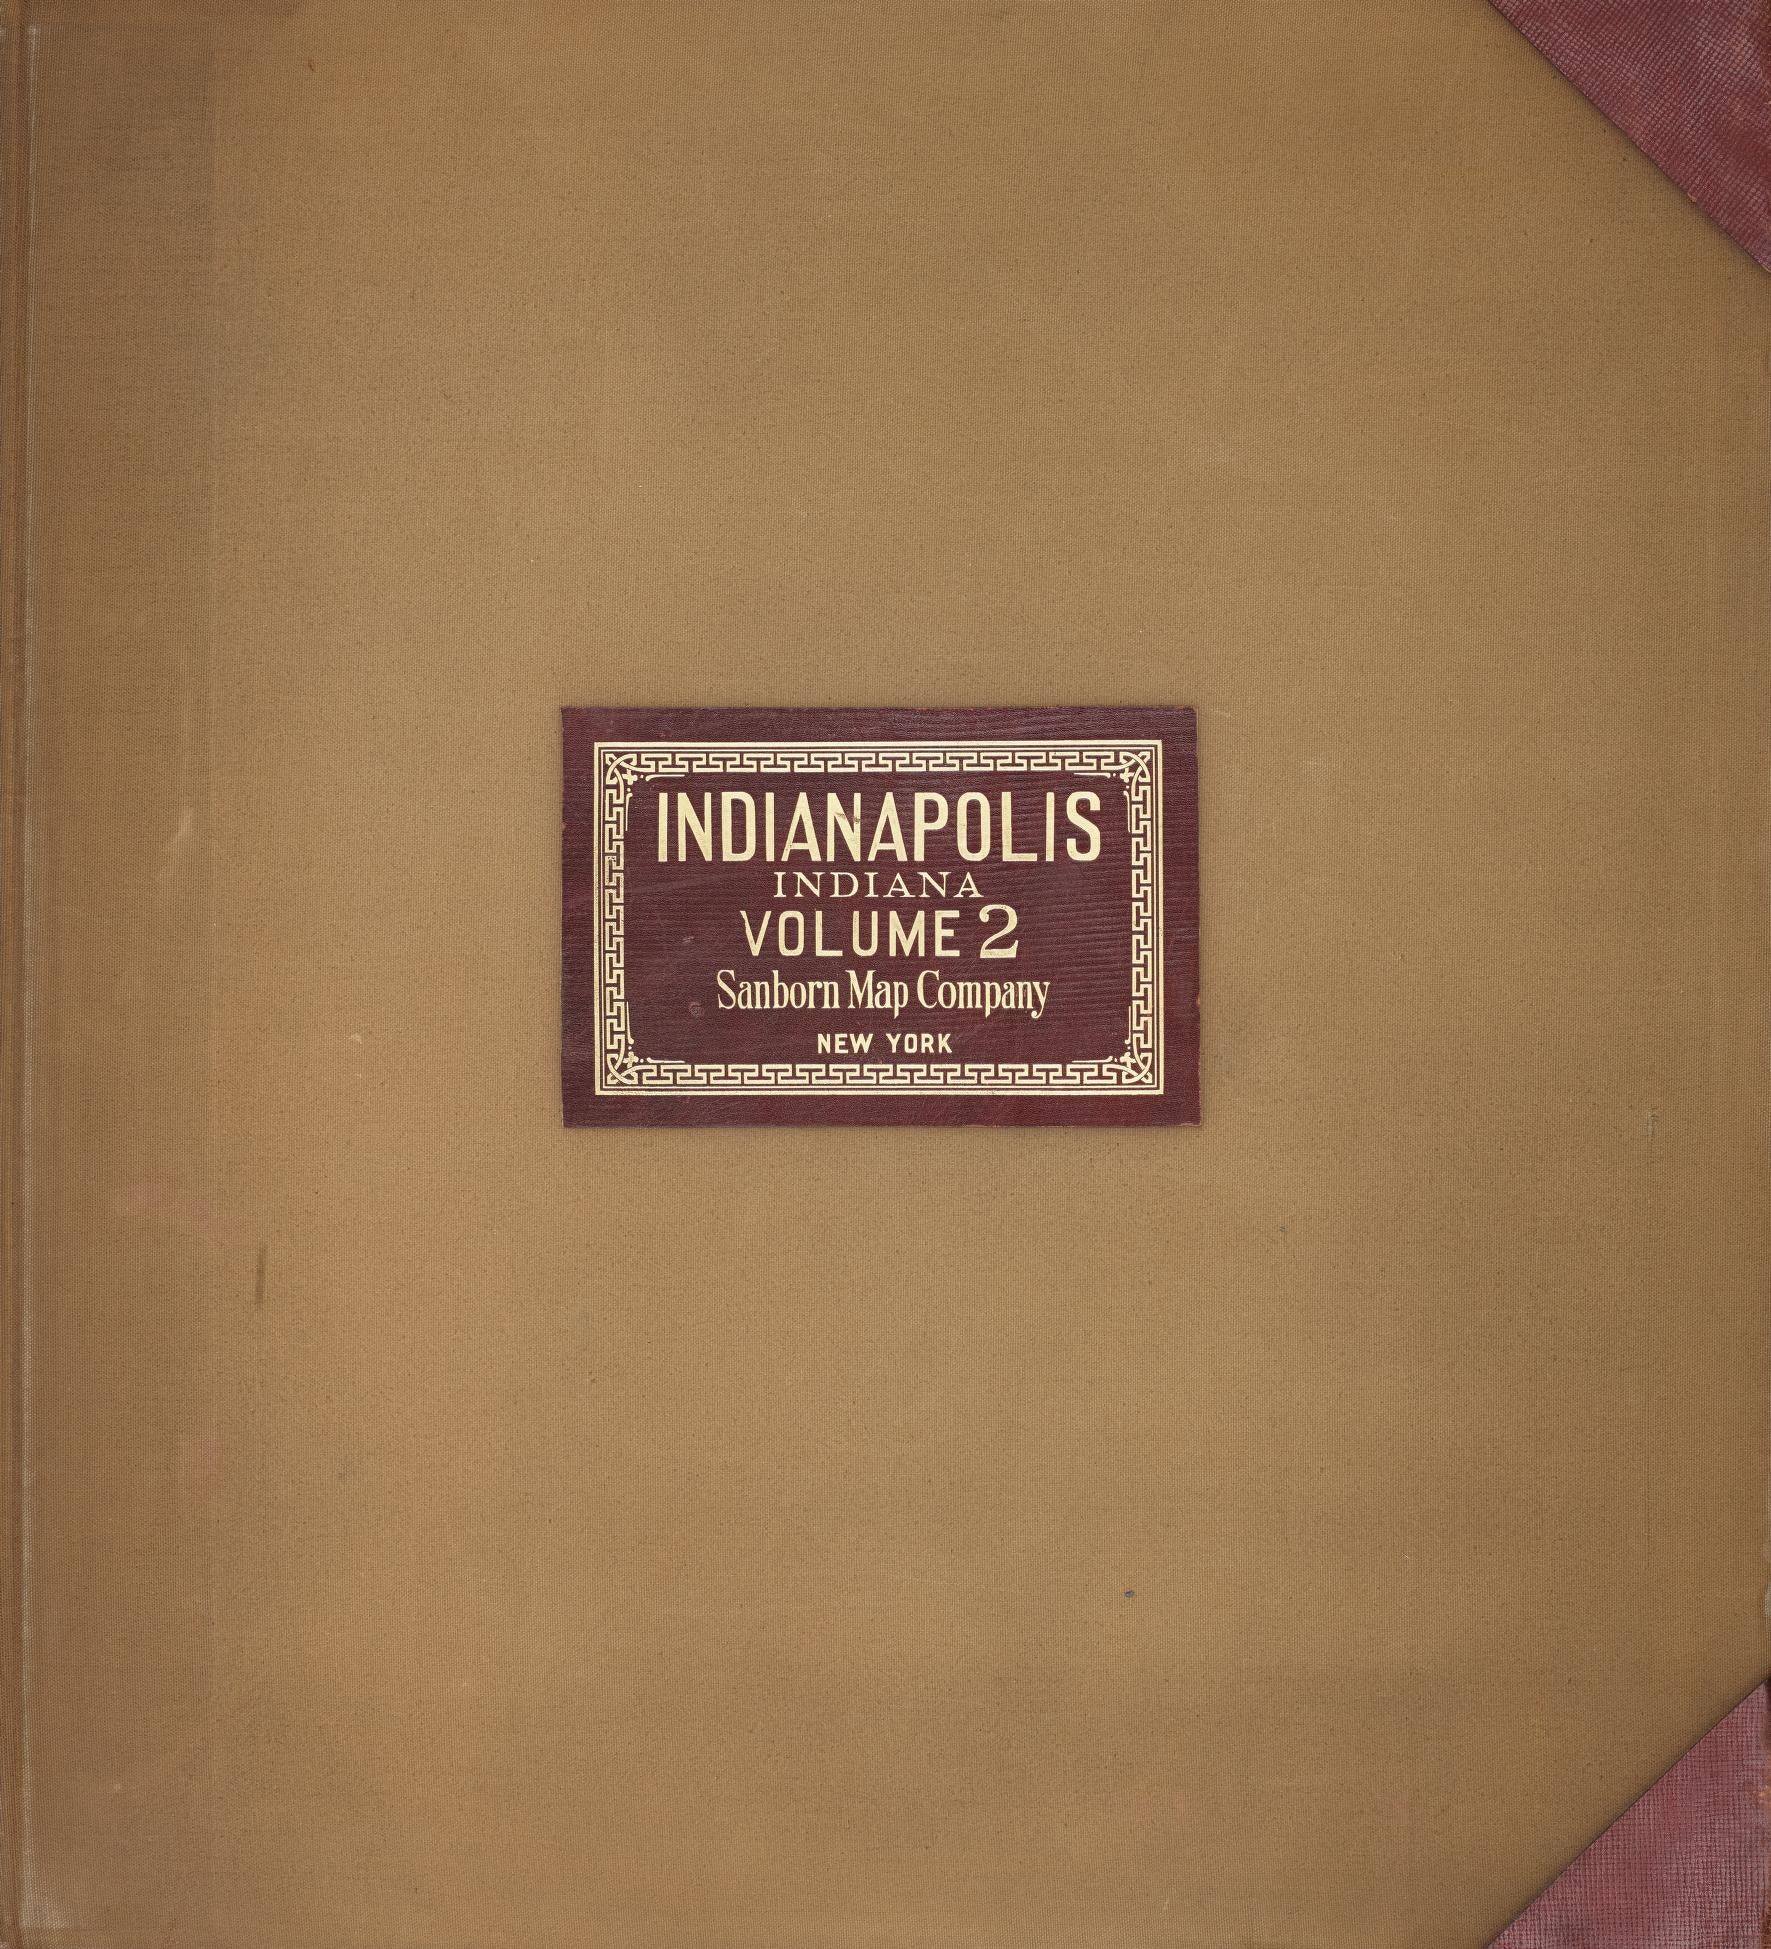 INDIANAPOLIS
INDIANA
VOLUME 2
Sanborn Map Company
NEW YORK